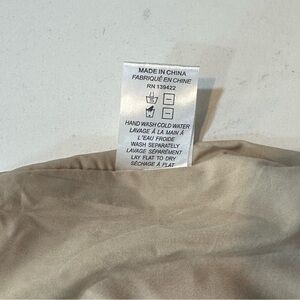 MADE IN CHINA
FABRIQUÉ EN CHINE
RN 139422
HAND WASH COLD WATER
LAVAGE À LA MAIN À
L'EAU FROIDE
WASH SEPARATELY
LAVAGE SÉPARÉMENT
LAY FLAT TO DRY
SÉCHAGE À PLAT